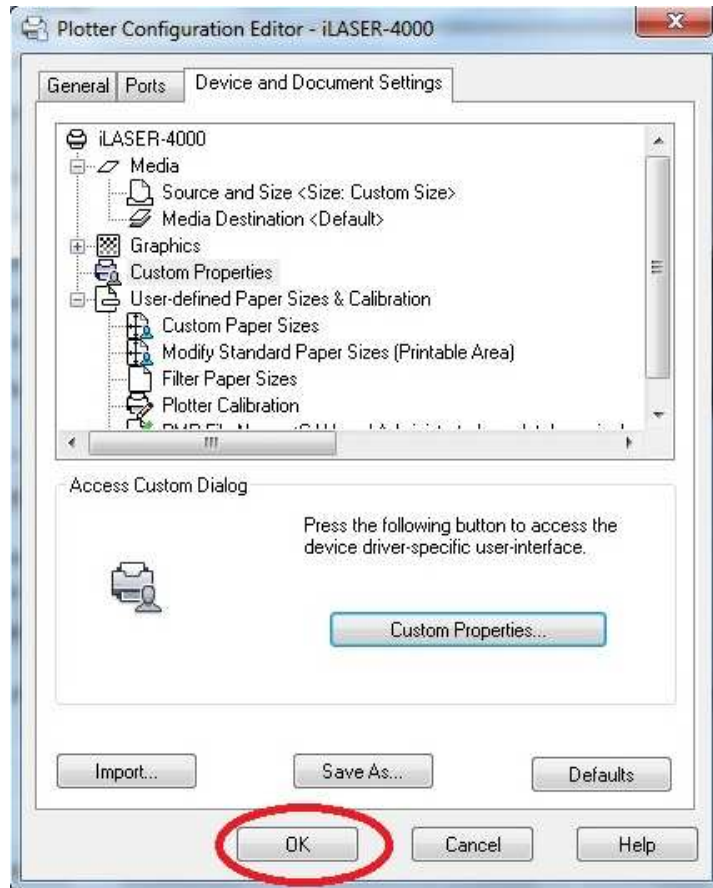 Plotter Configuration Editor - iLASER-4000
General Ports Device and Document Settings
iLASER-4000
Media
Source and Size <Size: Custom Size>
Media Destination <Default>
Graphics
Custom Properties
User-defined Paper Sizes & Calibration
Custom Paper Sizes
Modify Standard Paper Sizes (Printable Area)
Filter Paper Sizes
Plotter Calibration
Access Custom Dialog
Press the following button to access the
device driver-specific user-interface.
Custom Properties...
Import... Save As... Defaults
OK Cancel Help